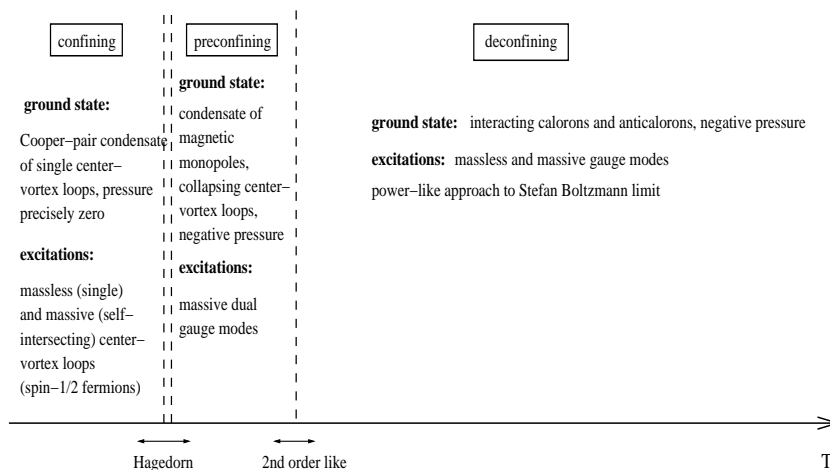 confining
preconfining
deconfining
ground state:
Cooper−pair condensate
of single center−
vortex loops, pressure
precisely zero
excitations:
massless (single)
and massive (self−
intersecting) center−
vortex loops
(spin−1/2 fermions)
ground state:
condensate of
magnetic
monopoles,
collapsing center−
vortex loops,
negative pressure
excitations:
massive dual
gauge modes
ground state: interacting calorons and anticalorons, negative pressure
excitations: massless and massive gauge modes
power−like approach to Stefan Boltzmann limit
Hagedorn
2nd order like
T